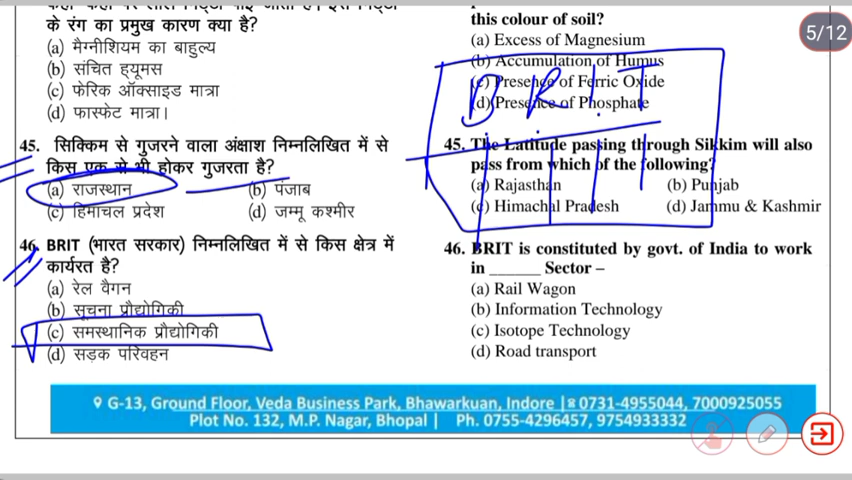 के रंग का प्रमुख कारण क्या है?
(a) मैग्नीशियम का बाहुल्य
(b) संचित ह्यूमस
(c) फेरिक ऑक्साइड मात्रा
(d) फास्फेट मात्रा।
45. सिक्किम से गुजरने वाला अंक्षाश निम्नलिखित में से
किस एक से भी होकर गुजरता है?
(a) राजस्थान (b) पंजाब
(c) हिमाचल प्रदेश (d) जम्मू कश्मीर
46. BRIT (भारत सरकार) निम्नलिखित में से किस क्षेत्र में
कार्यरत है?
(a) रेल वैगन
(b) सूचना प्रौद्योगिकी
(c) समस्थानिक प्रौद्योगिकी
(d) सड़क परिवहन
this colour of soil?
(a) Excess of Magnesium
(b) Accumulation of Humus
(c) Presence of Ferric Oxide
(d) Presence of Phosphate
B R I T
45. The Latitude passing through Sikkim will also
pass from which of the following?
(a) Rajasthan (b) Punjab
(c) Himachal Pradesh (d) Jammu & Kashmir
46. BRIT is constituted by govt. of India to work
in ______ Sector –
(a) Rail Wagon
(b) Information Technology
(c) Isotope Technology
(d) Road transport
5/12
G-13, Ground Floor, Veda Business Park, Bhawarkuan, Indore | 0731-4955044, 7000925055
Plot No. 132, M.P. Nagar, Bhopal | Ph. 0755-4296457, 9754933332